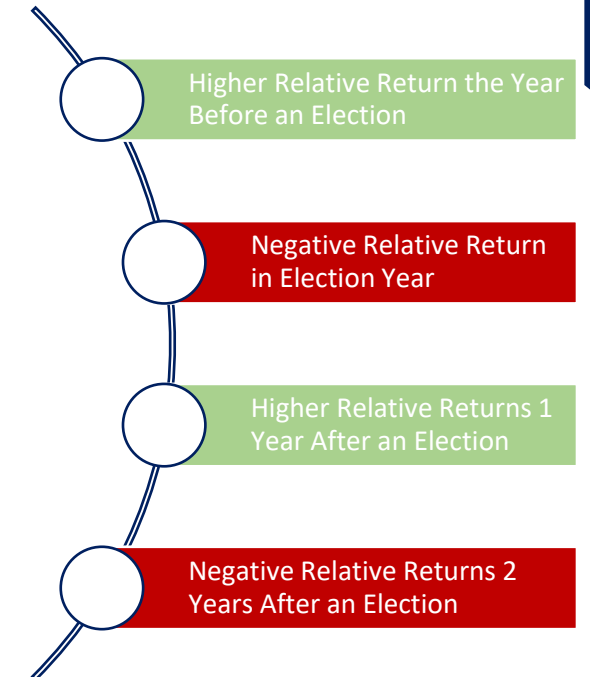 Higher Relative Return the Year
Before an Election
Negative Relative Return
in Election Year
Higher Relative Returns 1
Year After an Election
Negative Relative Returns 2
Years After an Election